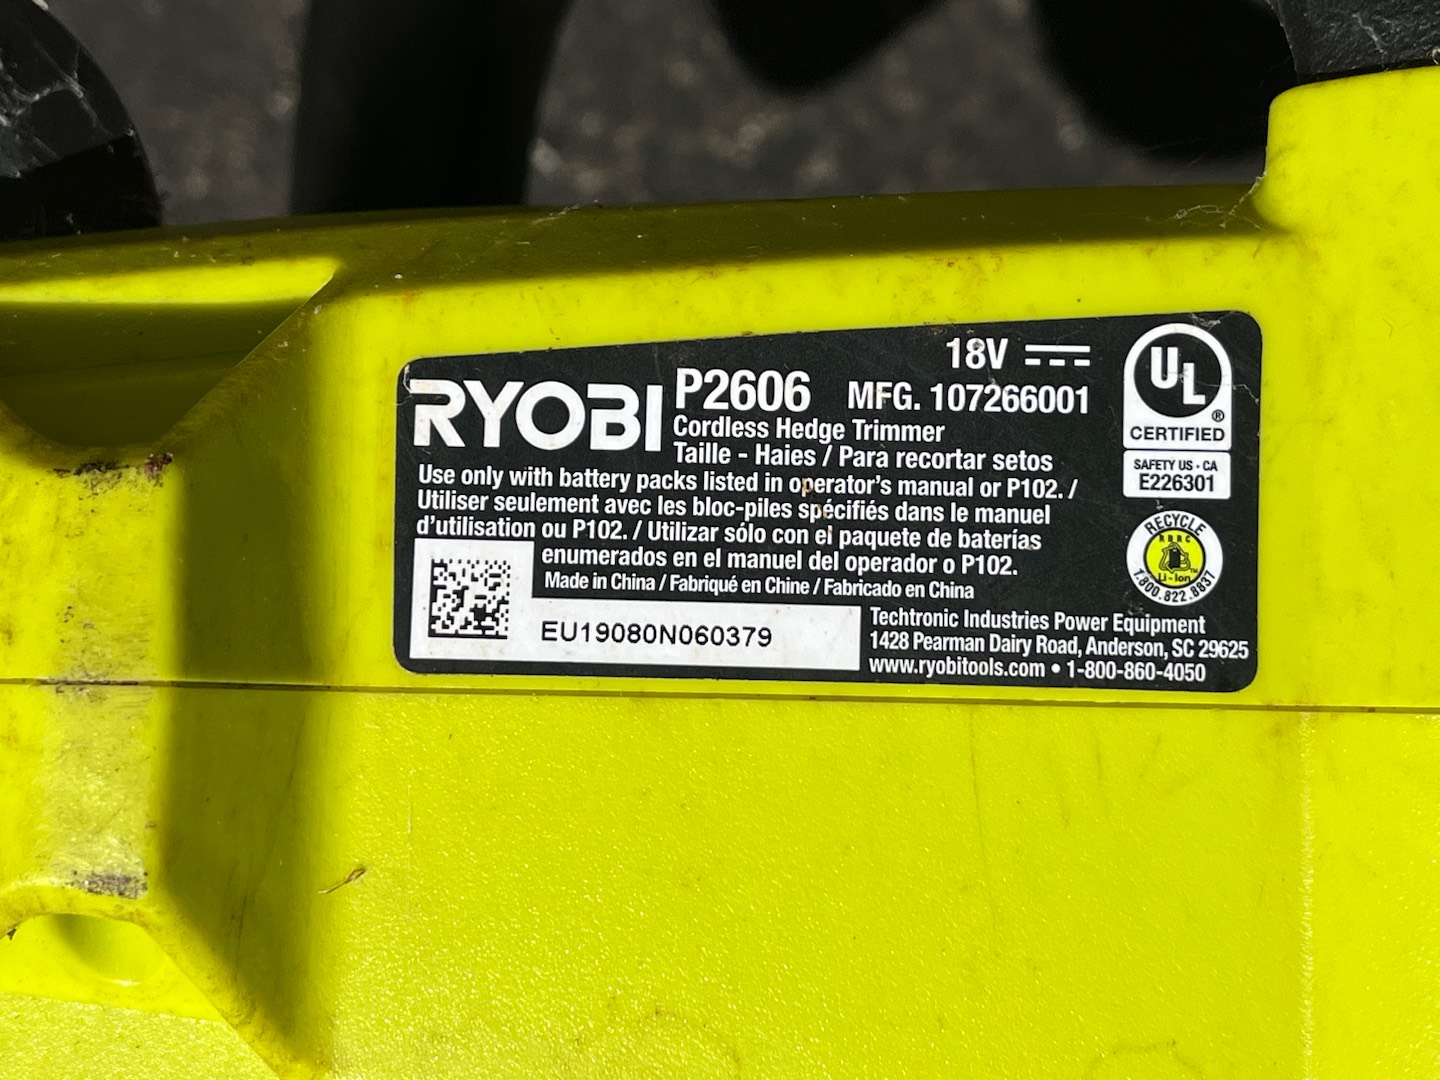 18V
RYOBI
P2606 MFG. 107266001
Cordless Hedge Trimmer
Taille - Haies / Para recortar setos
Use only with battery packs listed in operator's manual or P102. /
Utiliser seulement avec les bloc-piles spécifiés dans le manuel
d'utilisation ou P102. / Utilizar sólo con el paquete de baterías
enumerados en el manuel del operador o P102.
Made in China / Fabriqué en Chine / Fabricado en China
EU19080N060379
Techtronic Industries Power Equipment
1428 Pearman Dairy Road, Anderson, SC 29625
www.ryobitools.com • 1-800-860-4050
UL
®
CERTIFIED
SAFETY US • CA
E226301
RECYCLE
RBRC
Li-Ion™
1.800.822.8837